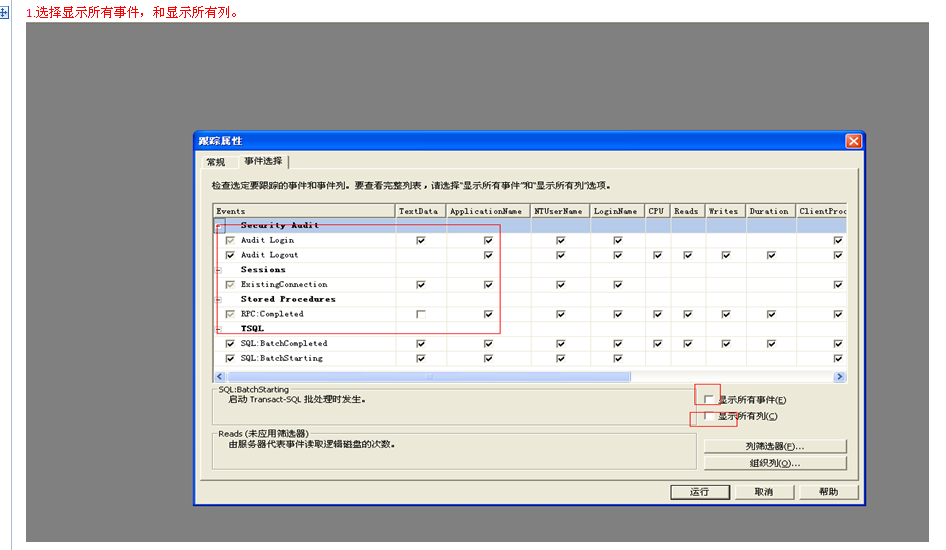 1.选择显示所有事件，和显示所有列。
跟踪属性
常规 事件选择
检查选定要跟踪的事件和事件列。要查看完整列表，请选择"显示所有事件"和"显示所有列"选项。
Events TextData ApplicationName NTUserName LoginName CPU Reads Writes Duration ClientProc
Security Audit
Audit Login
Audit Logout
Sessions
ExistingConnection
Stored Procedures
RPC:Completed
TSQL
SQL:BatchCompleted
SQL:BatchStarting
SQL:BatchStarting
启动 Transact-SQL 批处理时发生。
显示所有事件(E)
显示所有列(C)
Reads (未应用筛选器)
由服务器代表事件读取逻辑磁盘的次数。
列筛选器(F)...
组织列(O)...
运行 取消 帮助